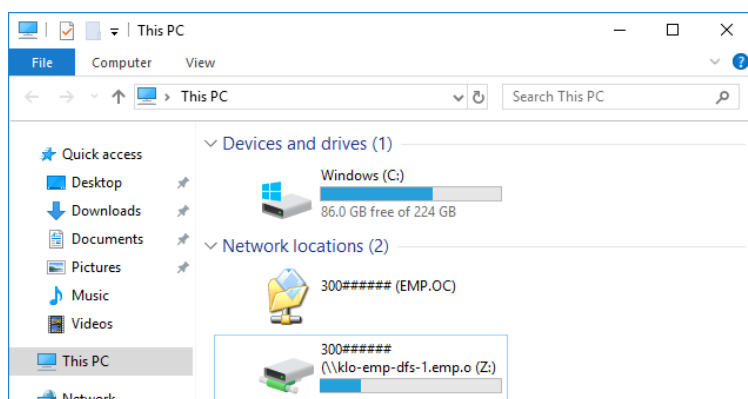 This PC
File Computer View
This PC
Search This PC
Quick access
Desktop
Downloads
Documents
Pictures
Music
Videos
This PC
Network
Devices and drives (1)
Windows (C:)
86.0 GB free of 224 GB
Network locations (2)
300###### (EMP.OC)
300######
(\\klo-emp-dfs-1.emp.o (Z:)